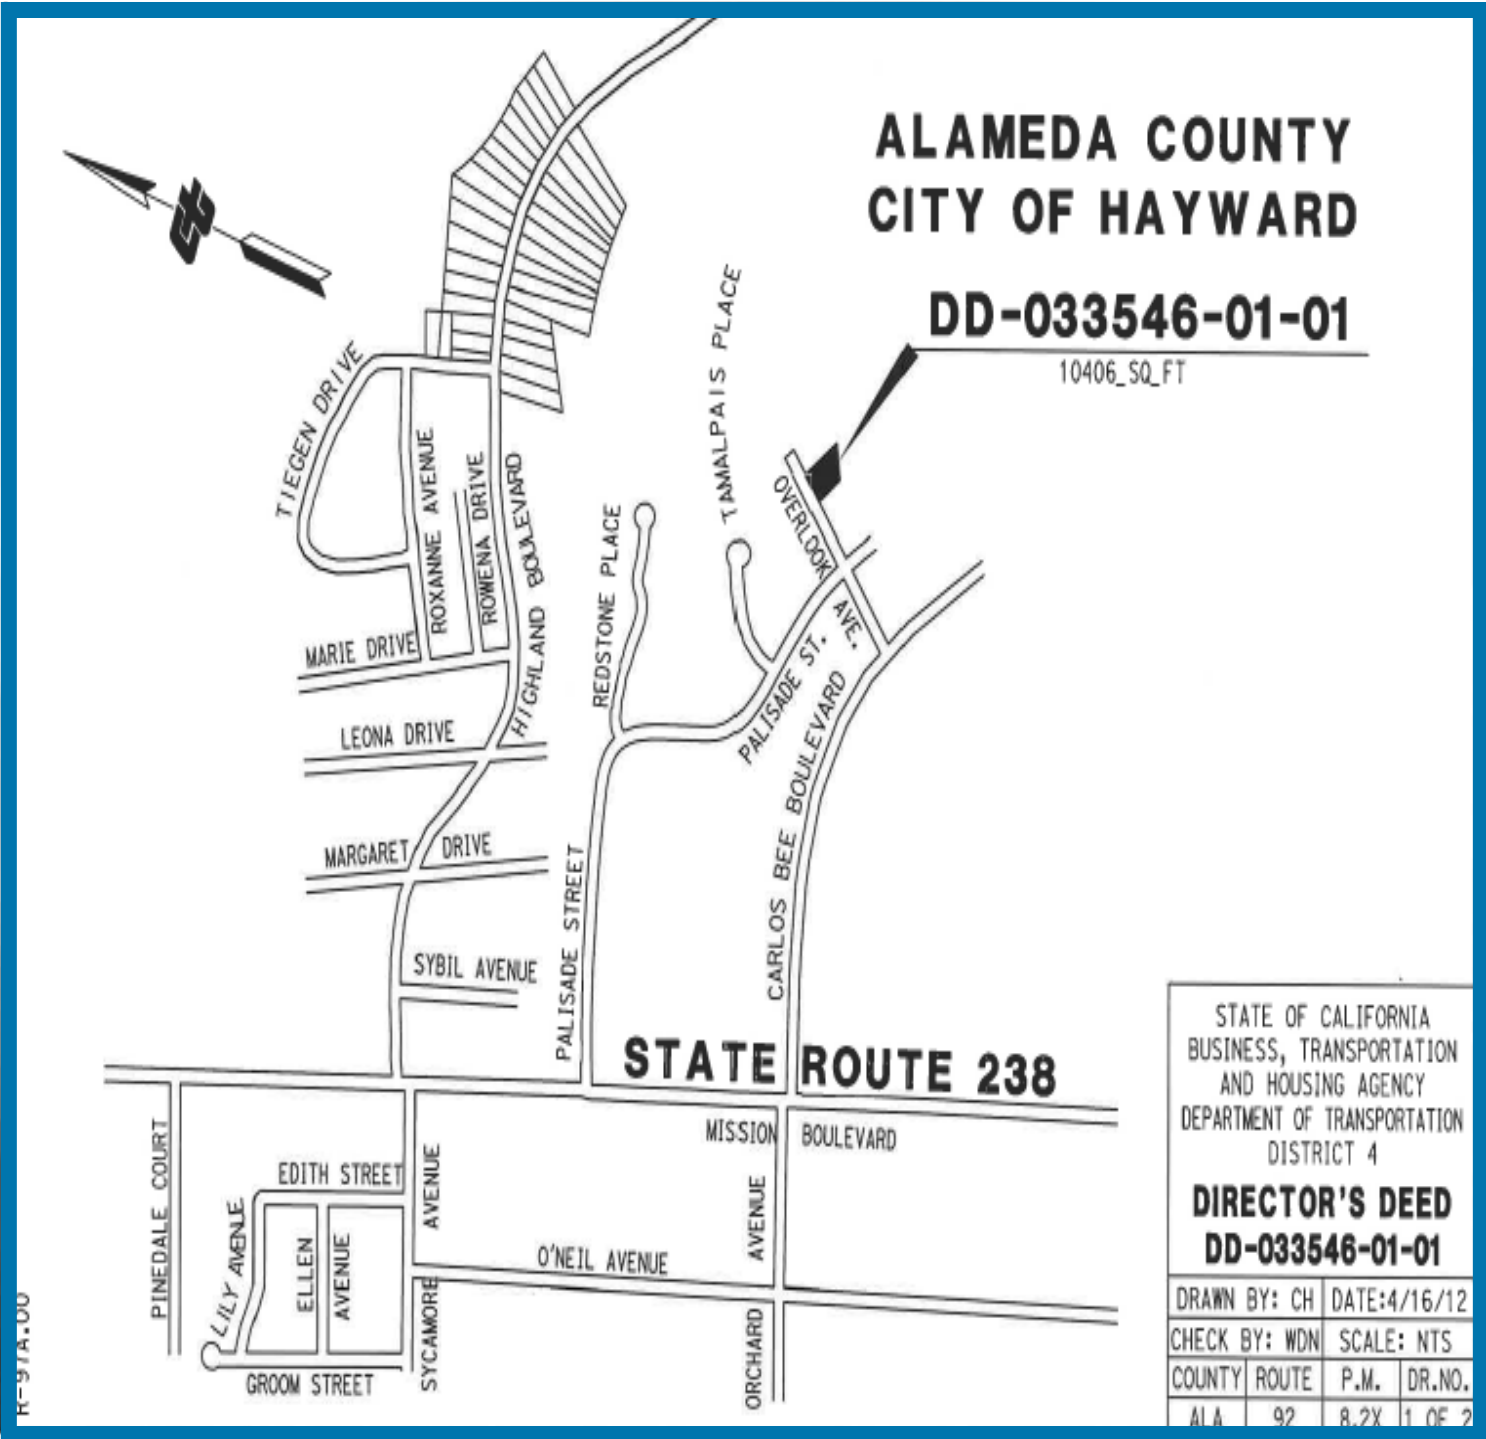 ALAMEDA COUNTY
CITY OF HAYWARD
DD-033546-01-01
10406_SQ_FT
TIEGEN DRIVE
ROXANNE AVENUE
ROWENA DRIVE
HIGHLAND BOULEVARD
REDSTONE PLACE
TAMALPAIS PLACE
OVERLOOK
AVE.
MARIE DRIVE
LEONA DRIVE
PALISADE ST.
MARGARET DRIVE
CARLOS BEE BOULEVARD
PALISADE STREET
SYBIL AVENUE
STATE ROUTE 238
MISSION BOULEVARD
PINEDALE COURT
EDITH STREET
LILY AVENUE
ELLEN
AVENUE
SYCAMORE AVENUE
O'NEIL AVENUE
ORCHARD AVENUE
GROOM STREET
STATE OF CALIFORNIA
BUSINESS, TRANSPORTATION
AND HOUSING AGENCY
DEPARTMENT OF TRANSPORTATION
DISTRICT 4
DIRECTOR'S DEED
DD-033546-01-01
DRAWN BY: CH DATE:4/16/12
CHECK BY: WDN SCALE: NTS
COUNTY ROUTE P.M. DR.NO.
ALA 92 8.2X 1 OF 2